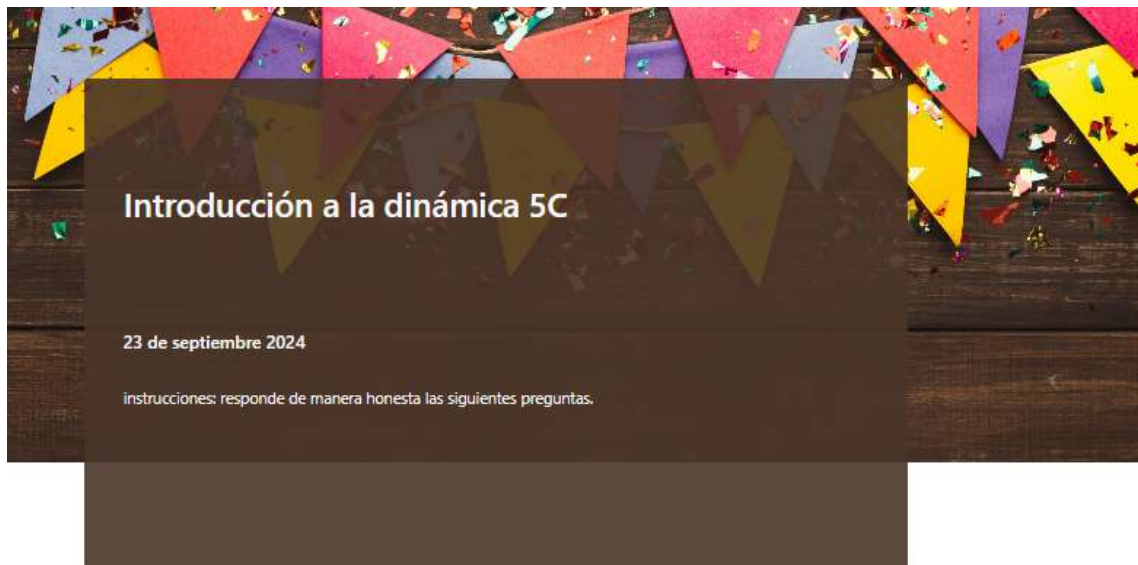 Introducción a la dinámica 5C
23 de septiembre 2024
instrucciones: responde de manera honesta las siguientes preguntas.